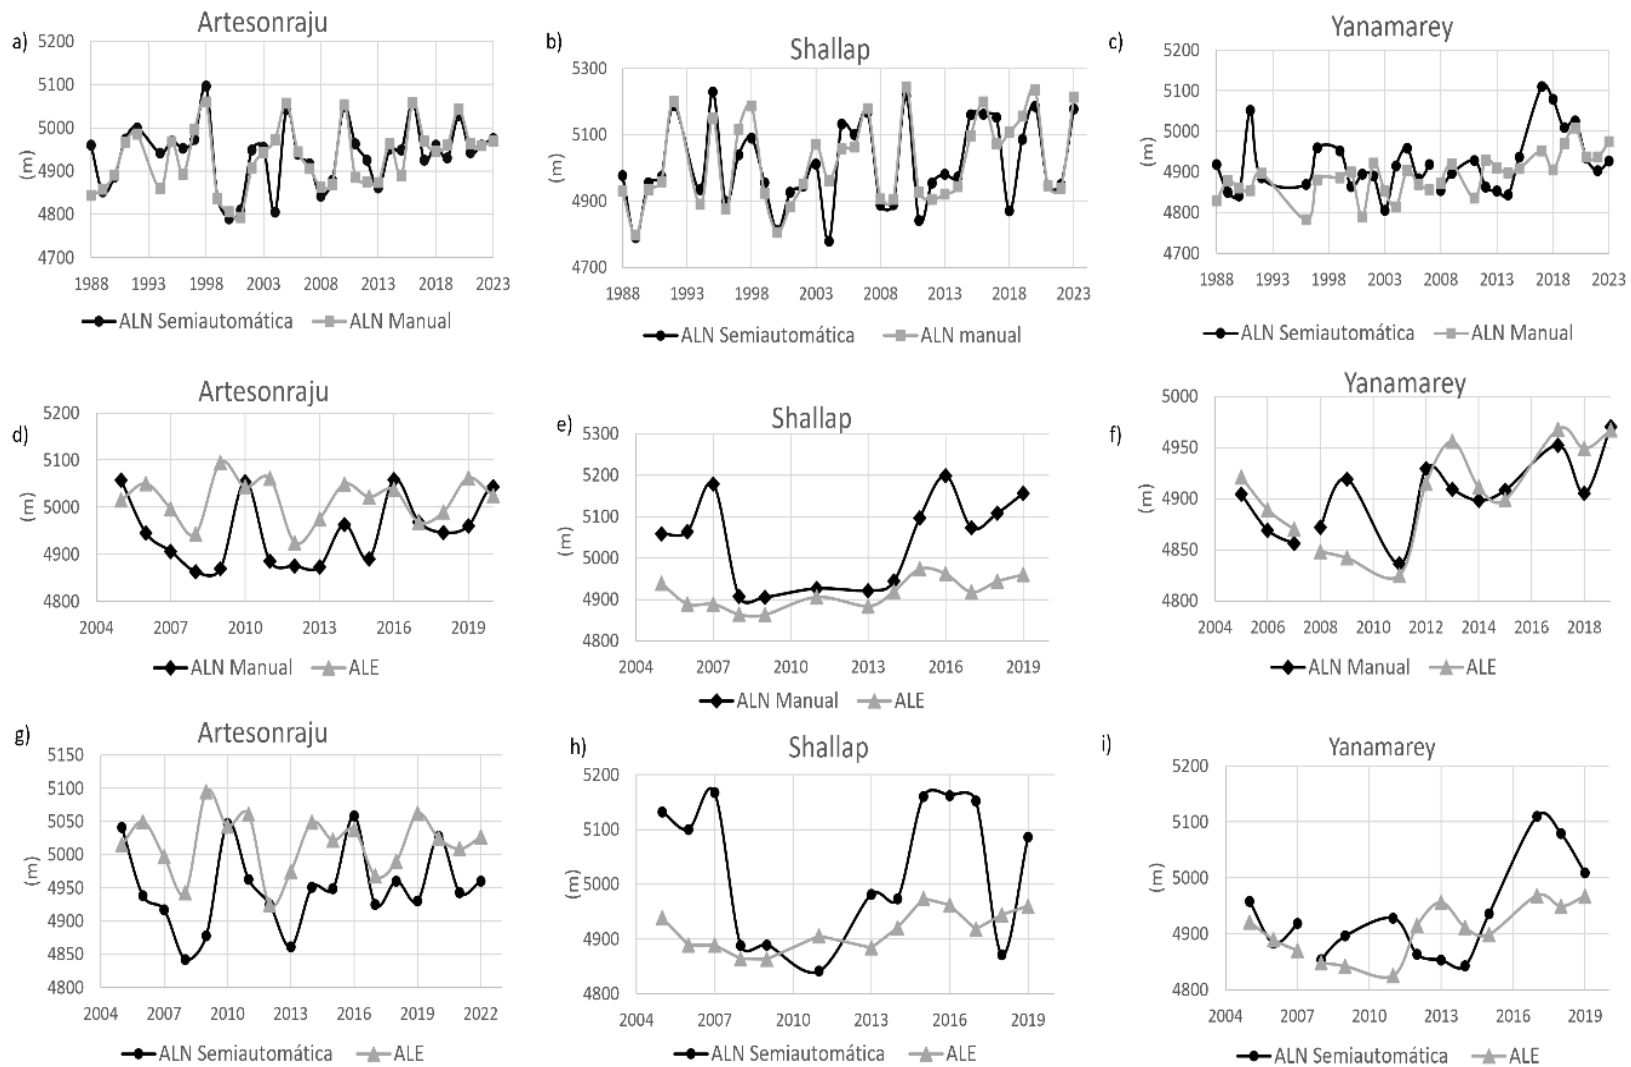 a)
Artesonraju
5200
5100
5000
4900
4800
4700
(m)
1988 1993 1998 2003 2008 2013 2018 2023
ALN Semiautomática ALN Manual
b)
Shallap
5300
5100
4900
4700
(m)
1988 1993 1998 2003 2008 2013 2018 2023
ALN Semiautomática ALN manual
c)
Yanamarey
5200
5100
5000
4900
4800
4700
(m)
1988 1993 1998 2003 2008 2013 2018 2023
ALN Semiautomática ALN Manual
d)
Artesonraju
5200
5100
5000
4900
4800
(m)
2004 2007 2010 2013 2016 2019
ALN Manual ALE
e)
Shallap
5300
5200
5100
5000
4900
4800
(m)
2004 2007 2010 2013 2016 2019
ALN Manual ALE
f)
Yanamarey
5000
4950
4900
4850
4800
(m)
2004 2006 2008 2010 2012 2014 2016 2018
ALN Manual ALE
g)
Artesonraju
5150
5100
5050
5000
4950
4900
4850
4800
(m)
2004 2007 2010 2013 2016 2019 2022
ALN Semiautomática ALE
h)
Shallap
5200
5100
5000
4900
4800
(m)
2004 2007 2010 2013 2016 2019
ALN Semiautomática ALE
i)
Yanamarey
5200
5100
5000
4900
4800
(m)
2004 2007 2010 2013 2016 2019
ALN Semiautomática ALE